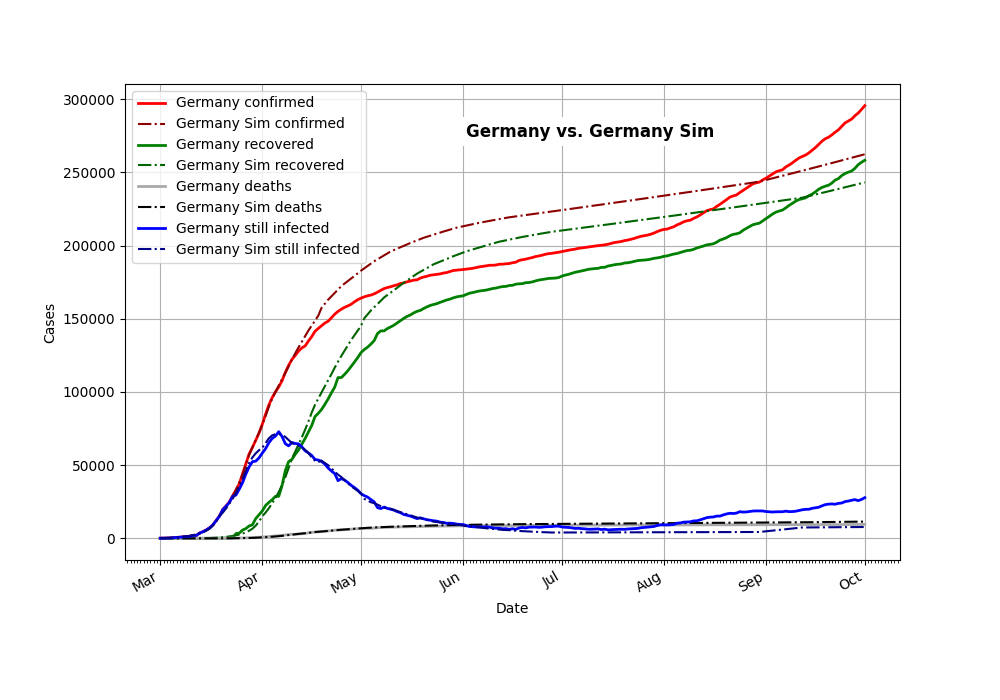 Germany vs. Germany Sim
Germany confirmed
Germany Sim confirmed
Germany recovered
Germany Sim recovered
Germany deaths
Germany Sim deaths
Germany still infected
Germany Sim still infected
Cases
300000
250000
200000
150000
100000
50000
0
Mar
Apr
May
Jun
Jul
Aug
Sep
Oct
Date